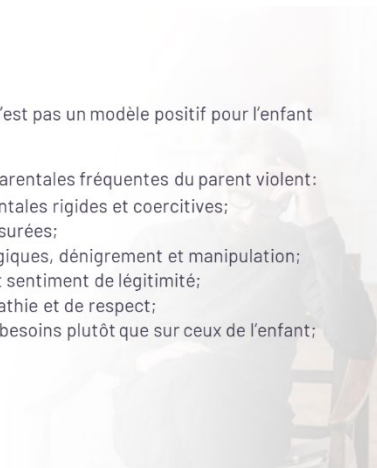 'est pas un modèle positif pour l'enfant
arentales fréquentes du parent violent:
ntales rigides et coercitives;
surées;
giques, dénigrement et manipulation;
t sentiment de légitimité;
athie et de respect;
besoins plutôt que sur ceux de l'enfant;